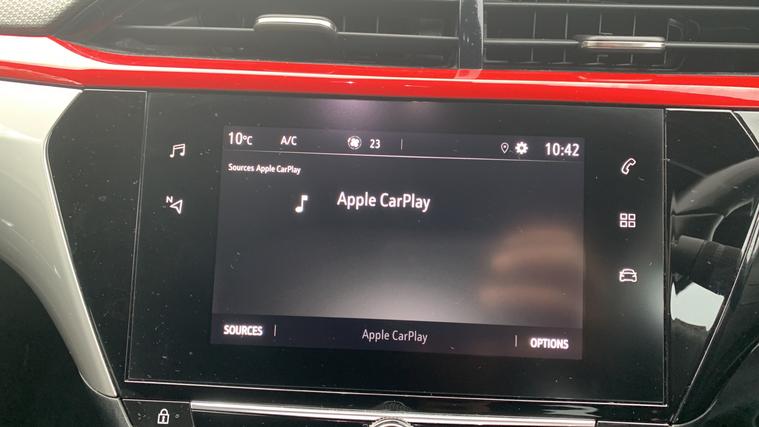 10°C A/C 23 10:42
Sources Apple CarPlay
Apple CarPlay
N
SOURCES Apple CarPlay OPTIONS